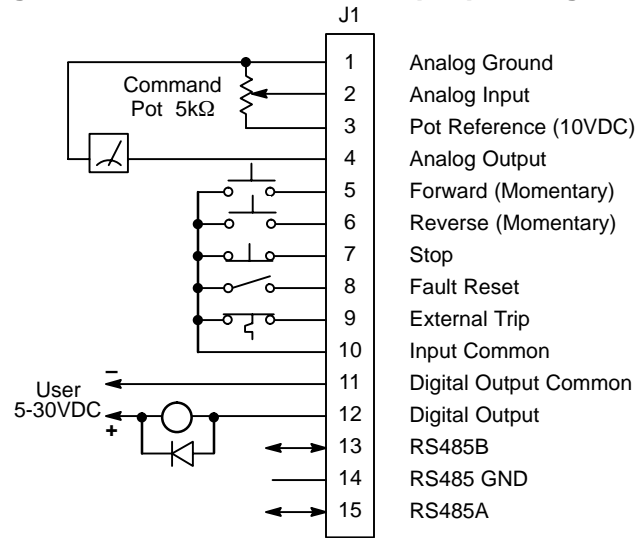 J1
1 Analog Ground
Command
Pot 5kΩ
2 Analog Input
3 Pot Reference (10VDC)
4 Analog Output
5 Forward (Momentary)
6 Reverse (Momentary)
7 Stop
8 Fault Reset
9 External Trip
10 Input Common
11 Digital Output Common
User
5-30VDC
−
+
12 Digital Output
13 RS485B
14 RS485 GND
15 RS485A